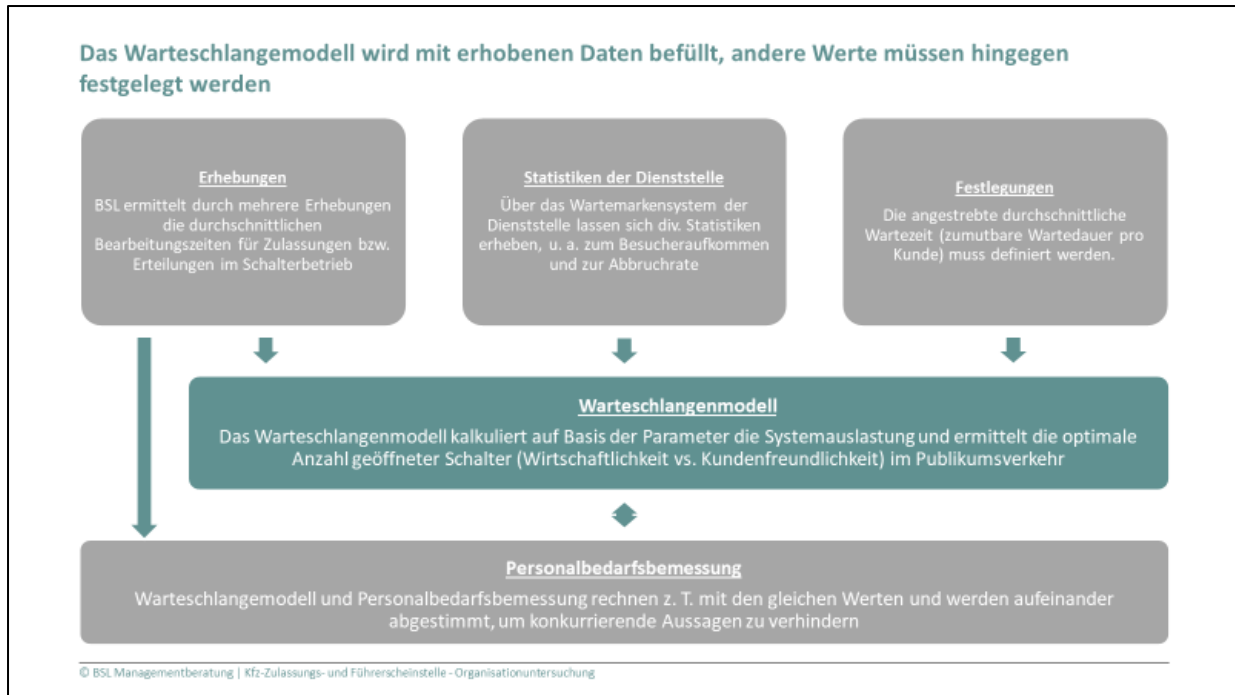 Das Warteschlangemodell wird mit erhobenen Daten befüllt, andere Werte müssen hingegen
festgelegt werden
Erhebungen
BSL ermittelt durch mehrere Erhebungen
die durchschnittlichen
Bearbeitungszeiten für Zulassungen bzw.
Erteilungen im Schalterbetrieb
Statistiken der Dienststelle
Über das Wartemarkensystem der
Dienststelle lassen sich div. Statistiken
erheben, u. a. zum Besucheraufkommen
und zur Abbruchrate
Festlegungen
Die angestrebte durchschnittliche
Wartezeit (zumutbare Wartedauer pro
Kunde) muss definiert werden.
Warteschlangenmodell
Das Warteschlangenmodell kalkuliert auf Basis der Parameter die Systemauslastung und ermittelt die optimale
Anzahl geöffneter Schalter (Wirtschaftlichkeit vs. Kundenfreundlichkeit) im Publikumsverkehr
Personalbedarfsbemessung
Warteschlangemodell und Personalbedarfsbemessung rechnen z. T. mit den gleichen Werten und werden aufeinander
abgestimmt, um konkurrierende Aussagen zu verhindern
© BSL Managementberatung | Kfz-Zulassungs- und Führerscheinstelle - Organisationuntersuchung